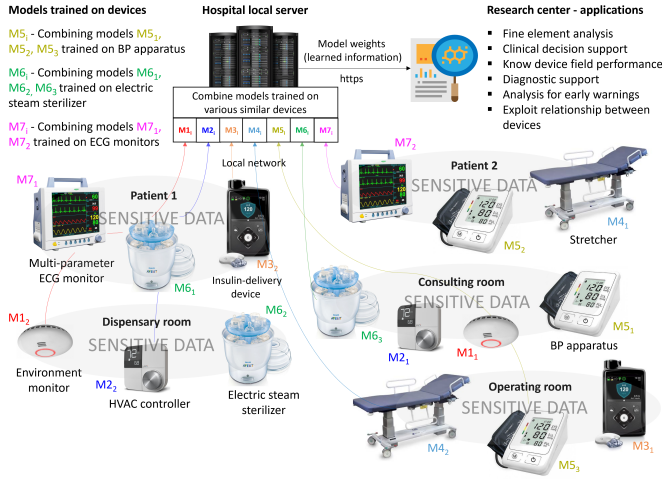 Models trained on devices
M5i - Combining models M51,
M52, M53 trained on BP apparatus
M6i - Combining models M61,
M62, M63 trained on electric
steam sterilizer
M7i - Combining models M71,
M72 trained on ECG monitors
Hospital local server
Model weights
(learned information)
https
Research center - applications
▪ Fine element analysis
▪ Clinical decision support
▪ Know device field performance
▪ Diagnostic support
▪ Analysis for early warnings
▪ Exploit relationship between
devices
Combine models trained on
various similar devices
M1i M2i M3i M4i M5i M6i M7i
Local network
M71
Patient 1
SENSITIVE DATA
Multi-parameter
ECG monitor
M61
M32
Insulin-delivery
device
M72
Patient 2
SENSITIVE DATA
M52
M41
Stretcher
M12
Dispensary room
SENSITIVE DATA
Environment
monitor
M22
HVAC controller
M62
Electric steam
sterilizer
M63
Consulting room
SENSITIVE DATA
M21
M11
M51
BP apparatus
Operating room
SENSITIVE DATA
M42
M53
M31